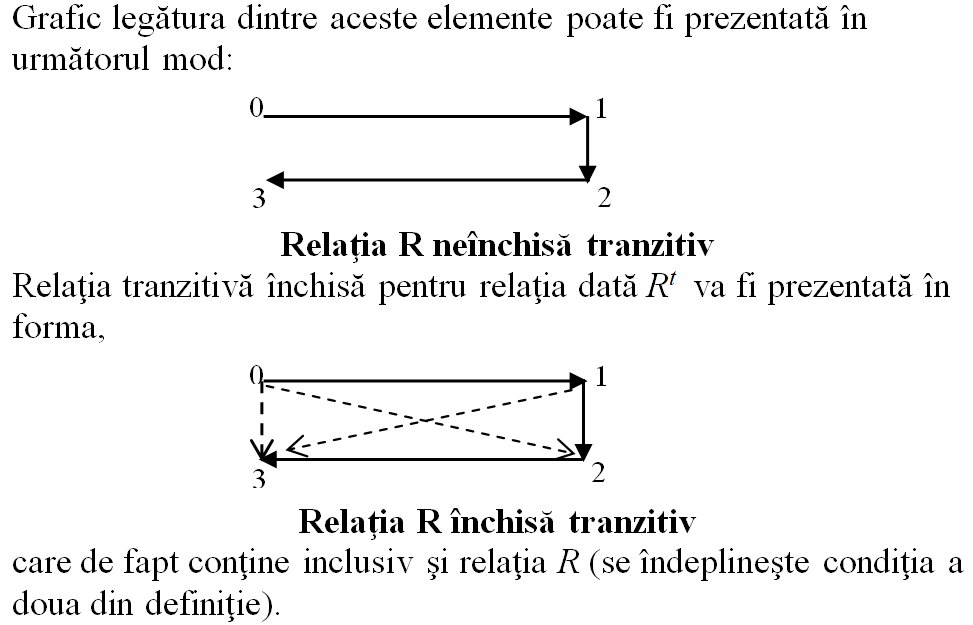 Grafic legătura dintre aceste elemente poate fi prezentată în
următorul mod:
0 1
3 2
Relaţia R neînchisă tranzitiv
Relaţia tranzitivă închisă pentru relaţia dată Rᵗ va fi prezentată în
forma,
0 1
3 2
Relaţia R închisă tranzitiv
care de fapt conţine inclusiv şi relaţia R (se îndeplineşte condiţia a
doua din definiţie).